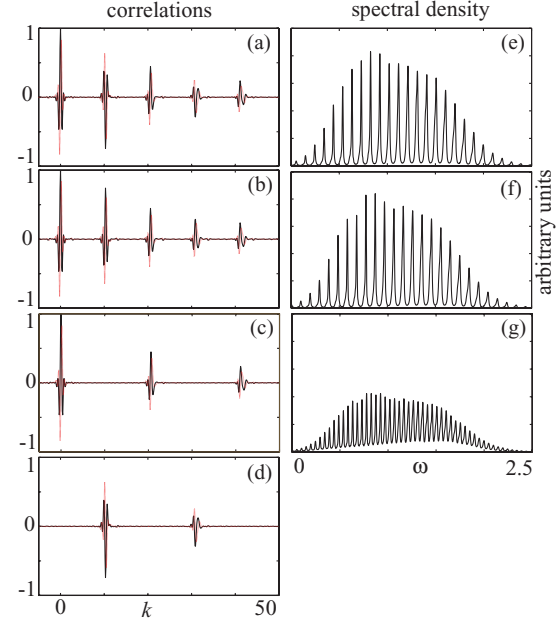 correlations spectral density
1 (a) (e)
0
-1
1 (b) (f)
0
-1
1 (c) (g)
0
-1 0 ω 2.5
1 (d)
0
-1
0 k 50
arbitrary units